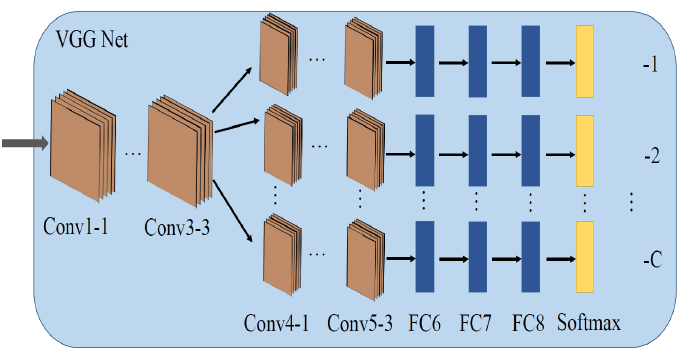 VGG Net
-1
-2
-C
Conv1-1
Conv3-3
Conv4-1
Conv5-3
FC6
FC7
FC8
Softmax